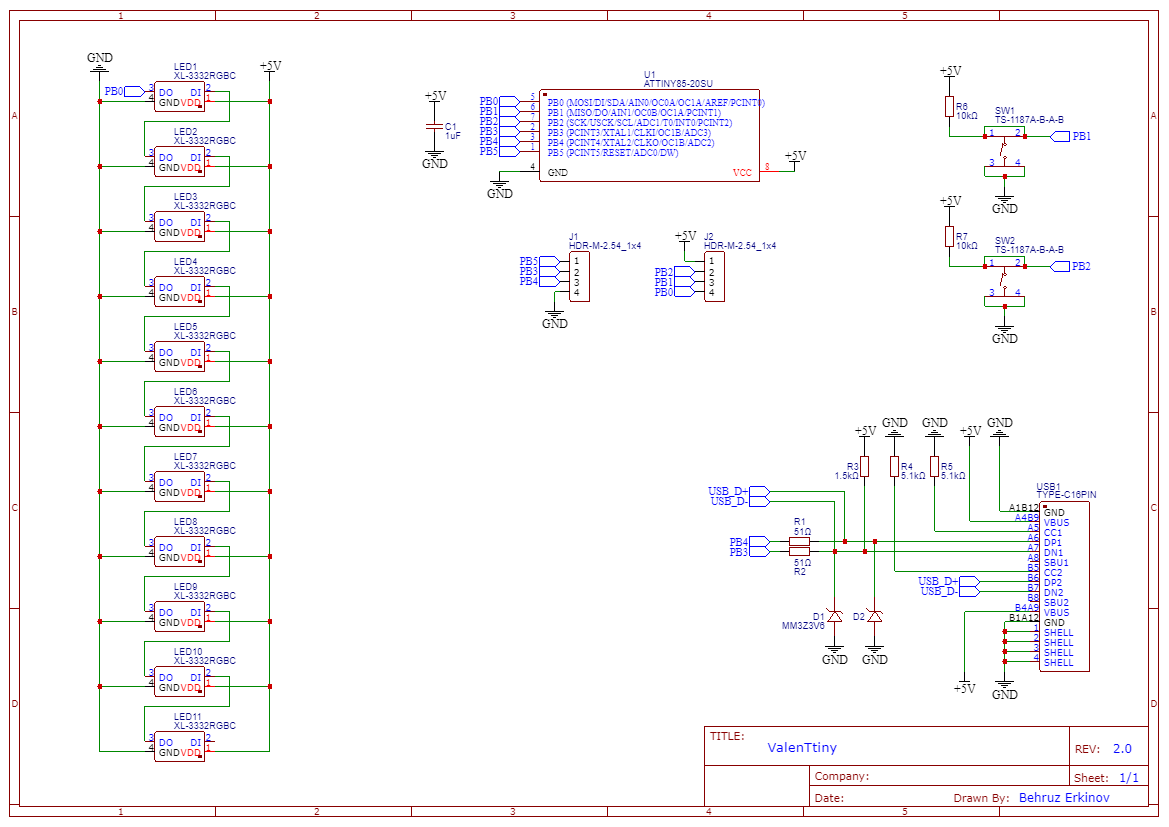 1 2 3 4 5
A
B
C
D
GND
+5V
LED1
XL-3332RGBC
PB0
3 DO DI 2
4 GND VDD 1
LED2
XL-3332RGBC
3 DO DI 2
4 GND VDD 1
LED3
XL-3332RGBC
3 DO DI 2
4 GND VDD 1
LED4
XL-3332RGBC
3 DO DI 2
4 GND VDD 1
LED5
XL-3332RGBC
3 DO DI 2
4 GND VDD 1
LED6
XL-3332RGBC
3 DO DI 2
4 GND VDD 1
LED7
XL-3332RGBC
3 DO DI 2
4 GND VDD 1
LED8
XL-3332RGBC
3 DO DI 2
4 GND VDD 1
LED9
XL-3332RGBC
3 DO DI 2
4 GND VDD 1
LED10
XL-3332RGBC
3 DO DI 2
4 GND VDD 1
LED11
XL-3332RGBC
3 DO DI 2
4 GND VDD 1
+5V
C1
1uF
GND
U1
ATTINY85-20SU
PB0 5 PB0 (MOSI/DI/SDA/AIN0/OC0A/OC1A/AREF/PCINT0)
PB1 6 PB1 (MISO/DO/AIN1/OC0B/OC1A/PCINT1)
PB2 7 PB2 (SCK/USCK/SCL/ADC1/T0/INT0/PCINT2)
PB3 2 PB3 (PCINT3/XTAL1/CLKI/OC1B/ADC3)
PB4 3 PB4 (PCINT4/XTAL2/CLKO/OC1B/ADC2)
PB5 1 PB5 (PCINT5/RESET/ADC0/DW)
4 GND VCC 8
+5V
GND
J1
HDR-M-2.54_1x4
PB5 1
PB3 2
PB4 3
4
GND
+5V
J2
HDR-M-2.54_1x4
1
PB2 2
PB1 3
PB0 4
+5V
R6
10kΩ
SW1
TS-1187A-B-A-B
1 2
PB1
3 4
GND
+5V
R7
10kΩ
SW2
TS-1187A-B-A-B
1 2
PB2
3 4
GND
+5V GND GND +5V GND
R3
1.5kΩ
R4
5.1kΩ
R5
5.1kΩ
USB_D+
USB_D-
R1
51Ω
PB4
PB3
51Ω
R2
D1
MM3Z3V6
D2
GND GND
USB1
TYPE-C16PIN
A1B12 GND
A4B9 VBUS
A5 CC1
A6 DP1
A7 DN1
A8 SBU1
B5 CC2
USB_D+ B6 DP2
USB_D- B7 DN2
B8 SBU2
B4A9 VBUS
B1A12 GND
1 SHELL
2 SHELL
3 SHELL
4 SHELL
+5V
GND
TITLE:
ValenTtiny
REV: 2.0
Company:
Sheet: 1/1
Date:
Drawn By: Behruz Erkinov
1 2 3 4 5
A
B
C
D